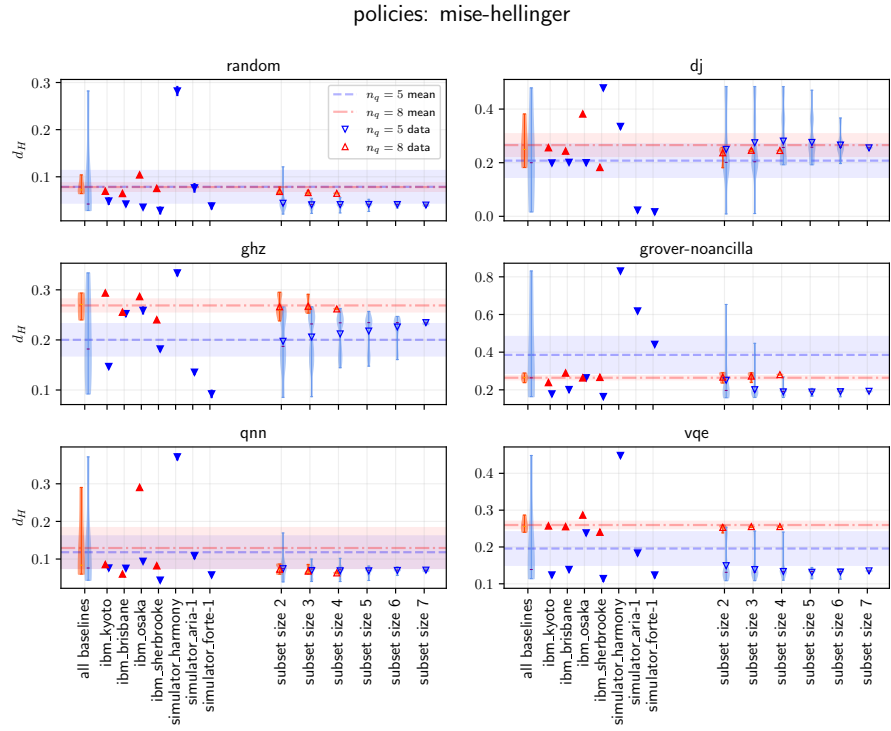 policies: mise-hellinger
random
0.3
0.2
0.1
d_H
n_q = 5 mean
n_q = 8 mean
n_q = 5 data
n_q = 8 data
dj
0.4
0.2
0.0
ghz
0.3
0.2
0.1
d_H
grover-noancilla
0.8
0.6
0.4
0.2
qnn
0.3
0.2
0.1
d_H
all baselines
ibm_kyoto
ibm_brisbane
ibm_osaka
ibm_sherbrooke
simulator_harmony
simulator_aria-1
simulator_forte-1
subset size 2
subset size 3
subset size 4
subset size 5
subset size 6
subset size 7
vqe
0.4
0.3
0.2
0.1
all baselines
ibm_kyoto
ibm_brisbane
ibm_osaka
ibm_sherbrooke
simulator_harmony
simulator_aria-1
simulator_forte-1
subset size 2
subset size 3
subset size 4
subset size 5
subset size 6
subset size 7